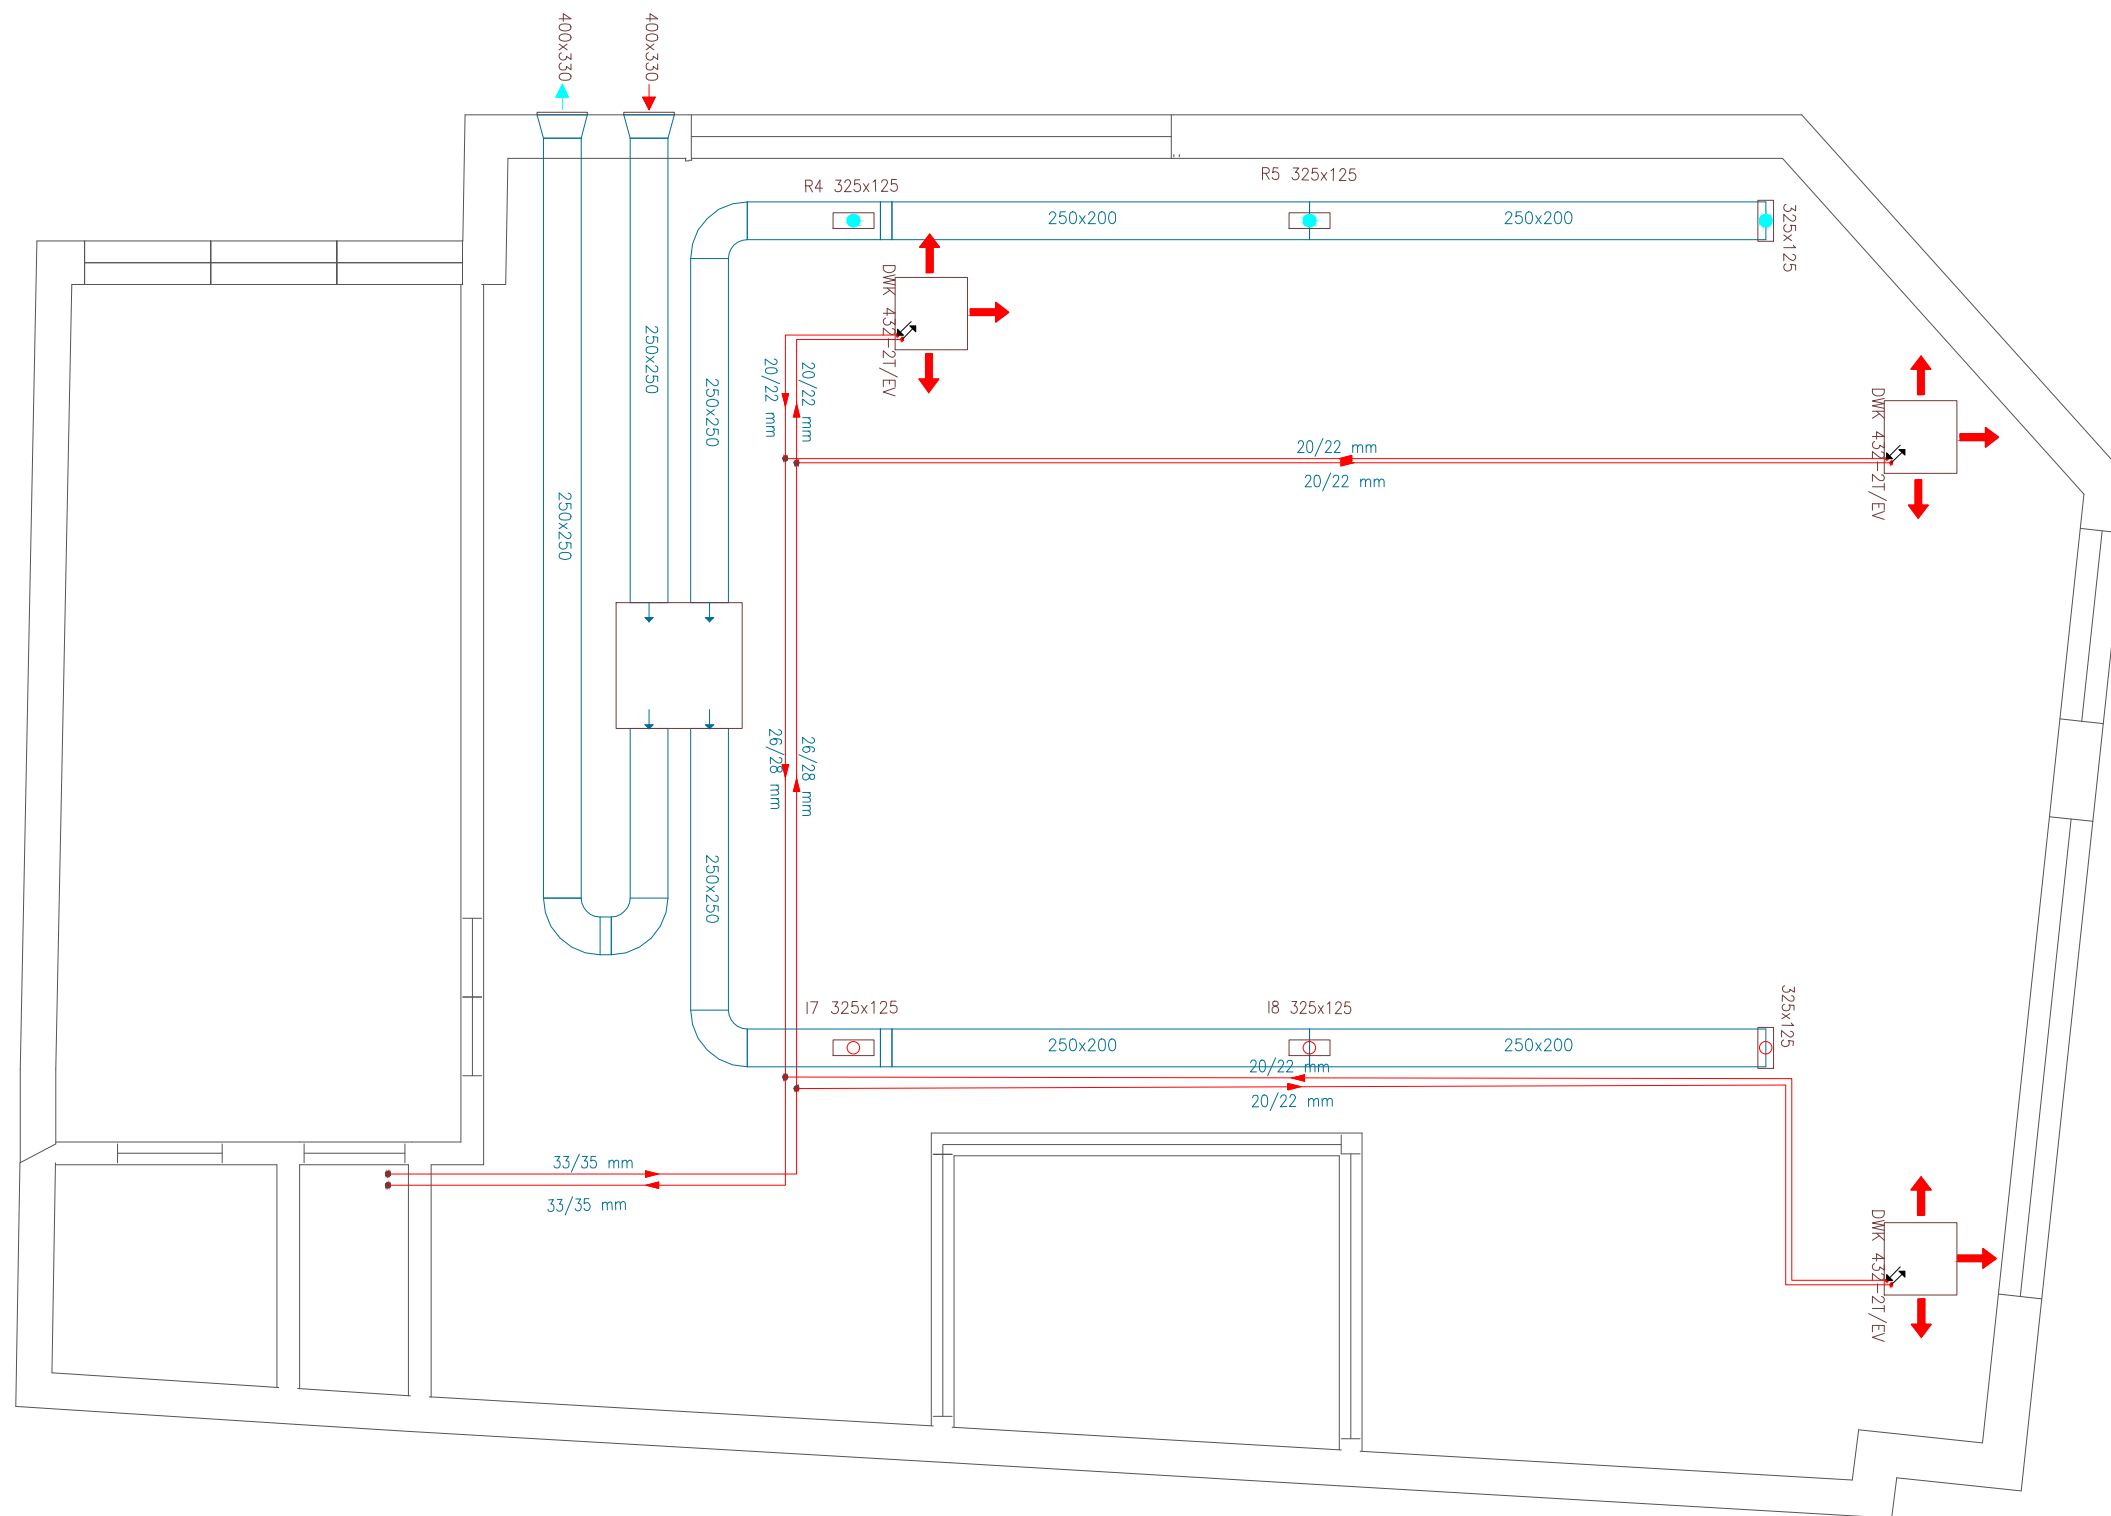 400x330
400x330
R4 325x125
R5 325x125
250x200
250x200
325x125
DWK 432-2T/EV
250x250
250x250
250x250
20/22 mm
20/22 mm
DWK 432-2T/EV
20/22 mm
20/22 mm
26/28 mm
26/28 mm
250x250
I7 325x125
I8 325x125
325x125
250x200
250x200
20/22 mm
20/22 mm
33/35 mm
33/35 mm
DWK 432-2T/EV